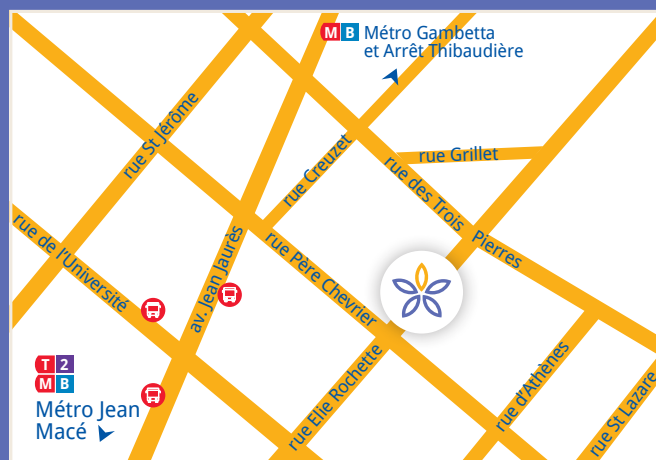 M B Métro Gambetta
et Arrêt Thibaudière
rue St Jérôme
rue Creuzet
rue Grillet
rue des Trois Pierres
rue de l'Université
av. Jean Jaurès
rue Père Chevrier
rue Elie Rochette
rue d'Athènes
rue St Lazare
T 2
M B
Métro Jean
Macé